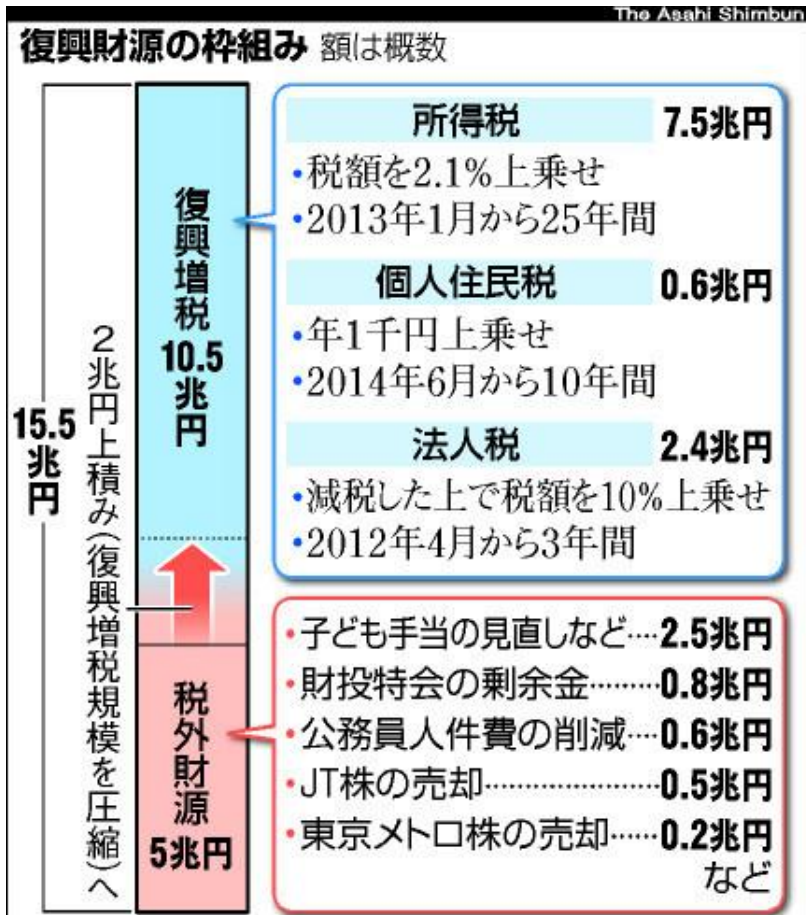 The Asahi Shimbun
復興財源の枠組み 額は概数
15.5兆円
2兆円上積み(復興増税規模を圧縮)へ
復興増税
10.5兆円
所得税 7.5兆円
・税額を2.1%上乗せ
・2013年1月から25年間
個人住民税 0.6兆円
・年1千円上乗せ
・2014年6月から10年間
法人税 2.4兆円
・減税した上で税額を10%上乗せ
・2012年4月から3年間
税外財源
5兆円
・子ども手当の見直しなど····2.5兆円
・財投特会の剰余金·········0.8兆円
・公務員人件費の削減····0.6兆円
・JT株の売却·····················0.5兆円
・東京メトロ株の売却······0.2兆円
など